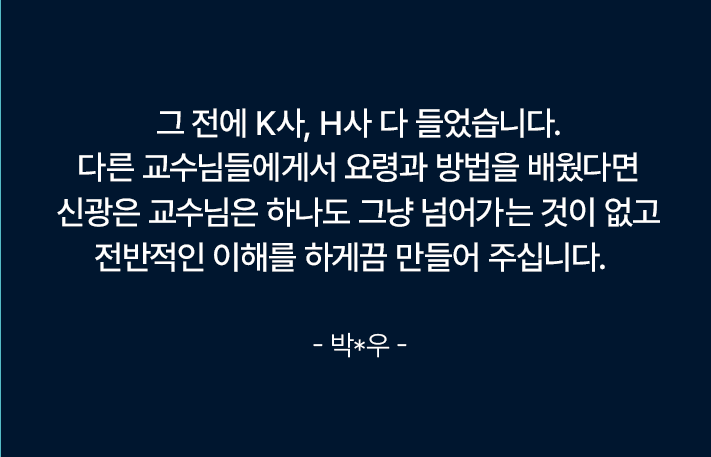 그 전에 K사, H사 다 들었습니다.
다른 교수님들에게서 요령과 방법을 배웠다면
신광은 교수님은 하나도 그냥 넘어가는 것이 없고
전반적인 이해를 하게끔 만들어 주십니다.
- 박*우 -